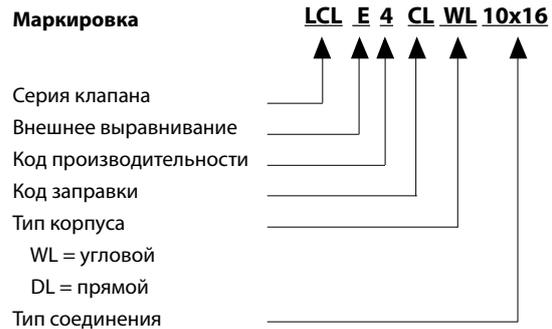 Маркировка LCL E 4 CL WL 10x16
Серия клапана
Внешнее выравнивание
Код производительности
Код заправки
Тип корпуса
WL = угловой
DL = прямой
Тип соединения